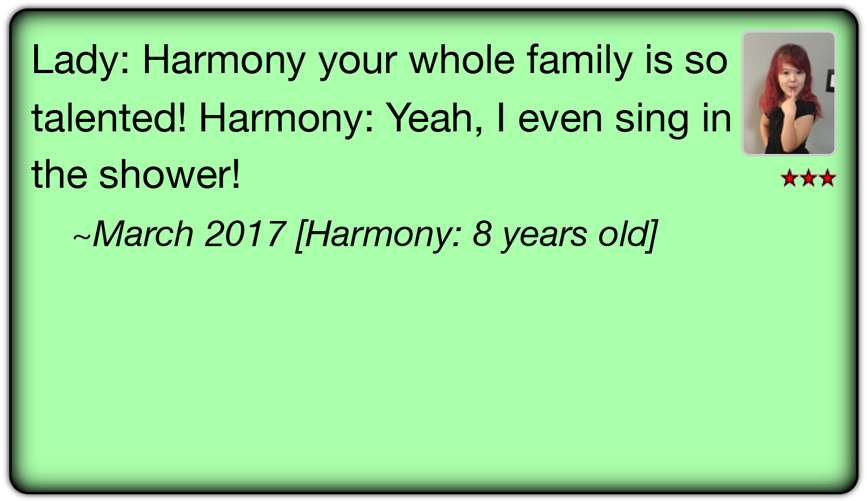 Lady: Harmony your whole family is so
talented! Harmony: Yeah, I even sing in
the shower!
~March 2017 [Harmony: 8 years old]